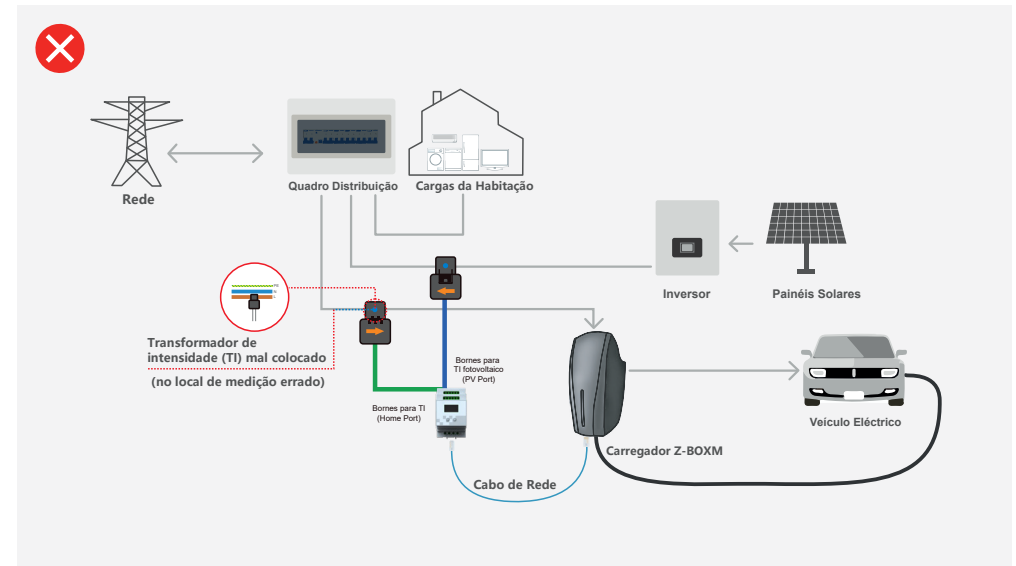 Rede
Quadro Distribuição
Cargas da Habitação
Inversor
Painéis Solares
PE
N
L
Transformador de
intensidade (TI) mal colocado
(no local de medição errado)
Bornes para
TI fotovoltaico
(PV Port)
Bornes para TI
(Home Port)
Veículo Eléctrico
Carregador Z-BOXM
Cabo de Rede